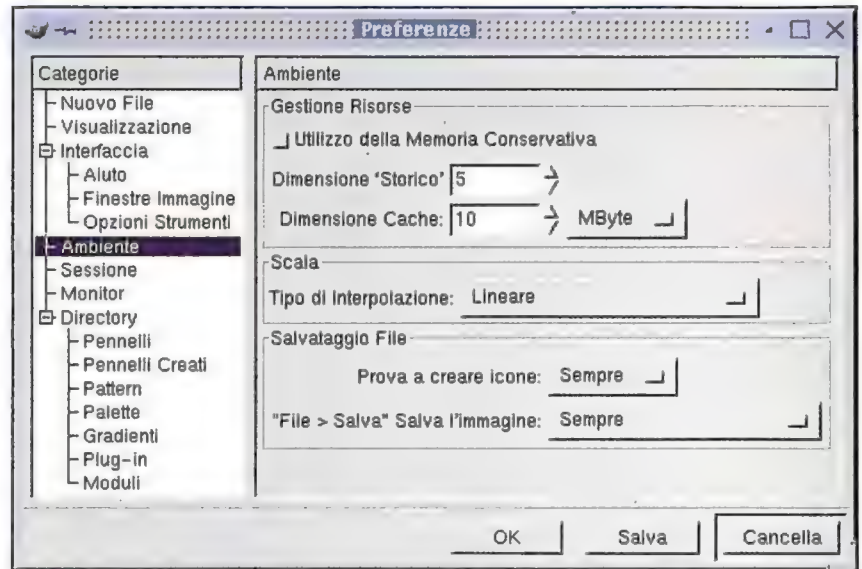 Preferenze
Categorie
Nuovo File
Visualizzazione
Interfaccia
Aiuto
Finestre Immagine
Opzioni Strumenti
Ambiente
Sessione
Monitor
Directory
Pennelli
Pennelli Creati
Pattern
Palette
Gradienti
Plug-in
Moduli
Ambiente
Gestione Risorse
Utilizzo della Memoria Conservativa
Dimensione 'Storico' 5
Dimensione Cache: 10 MByte
Scala
Tipo di Interpolazione: Lineare
Salvataggio File
Prova a creare icone: Sempre
"File > Salva" Salva l'immagine: Sempre
OK Salva Cancella